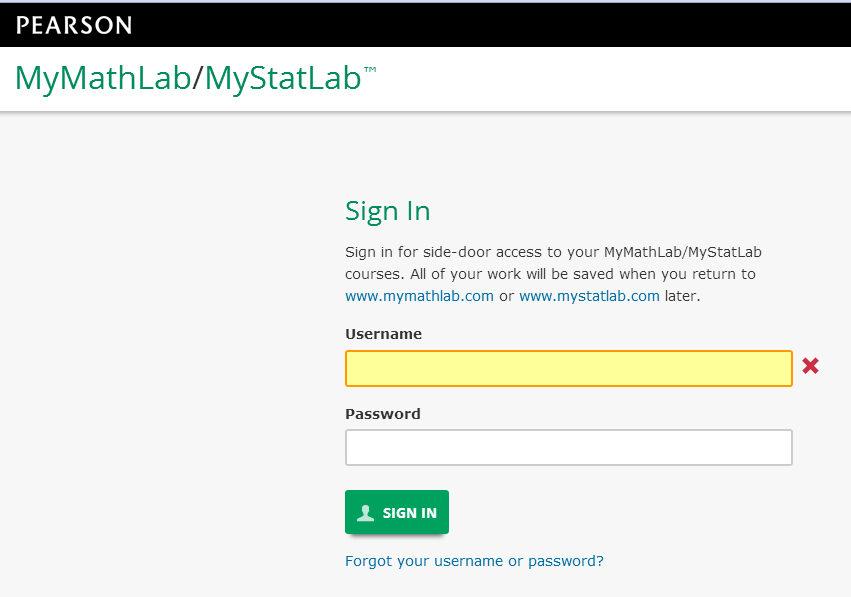 PEARSON
MyMathLab/MyStatLab™
Sign In
Sign in for side-door access to your MyMathLab/MyStatLab
courses. All of your work will be saved when you return to
www.mymathlab.com or www.mystatlab.com later.
Username
Password
SIGN IN
Forgot your username or password?